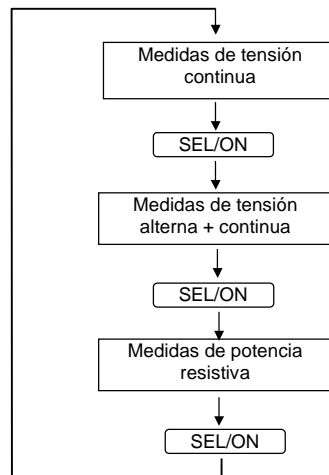 Medidas de tensión
continua
SEL/ON
Medidas de tensión
alterna + continua
SEL/ON
Medidas de potencia
resistiva
SEL/ON